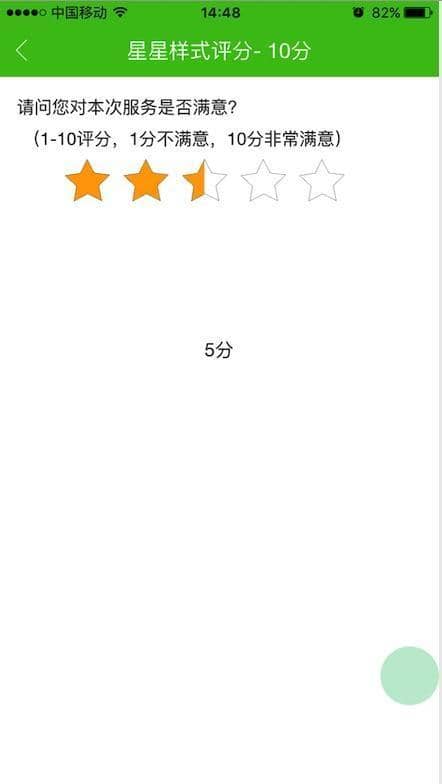 中国移动 14:48 82%
星星样式评分- 10分
请问您对本次服务是否满意?
（1-10评分，1分不满意，10分非常满意）
5分